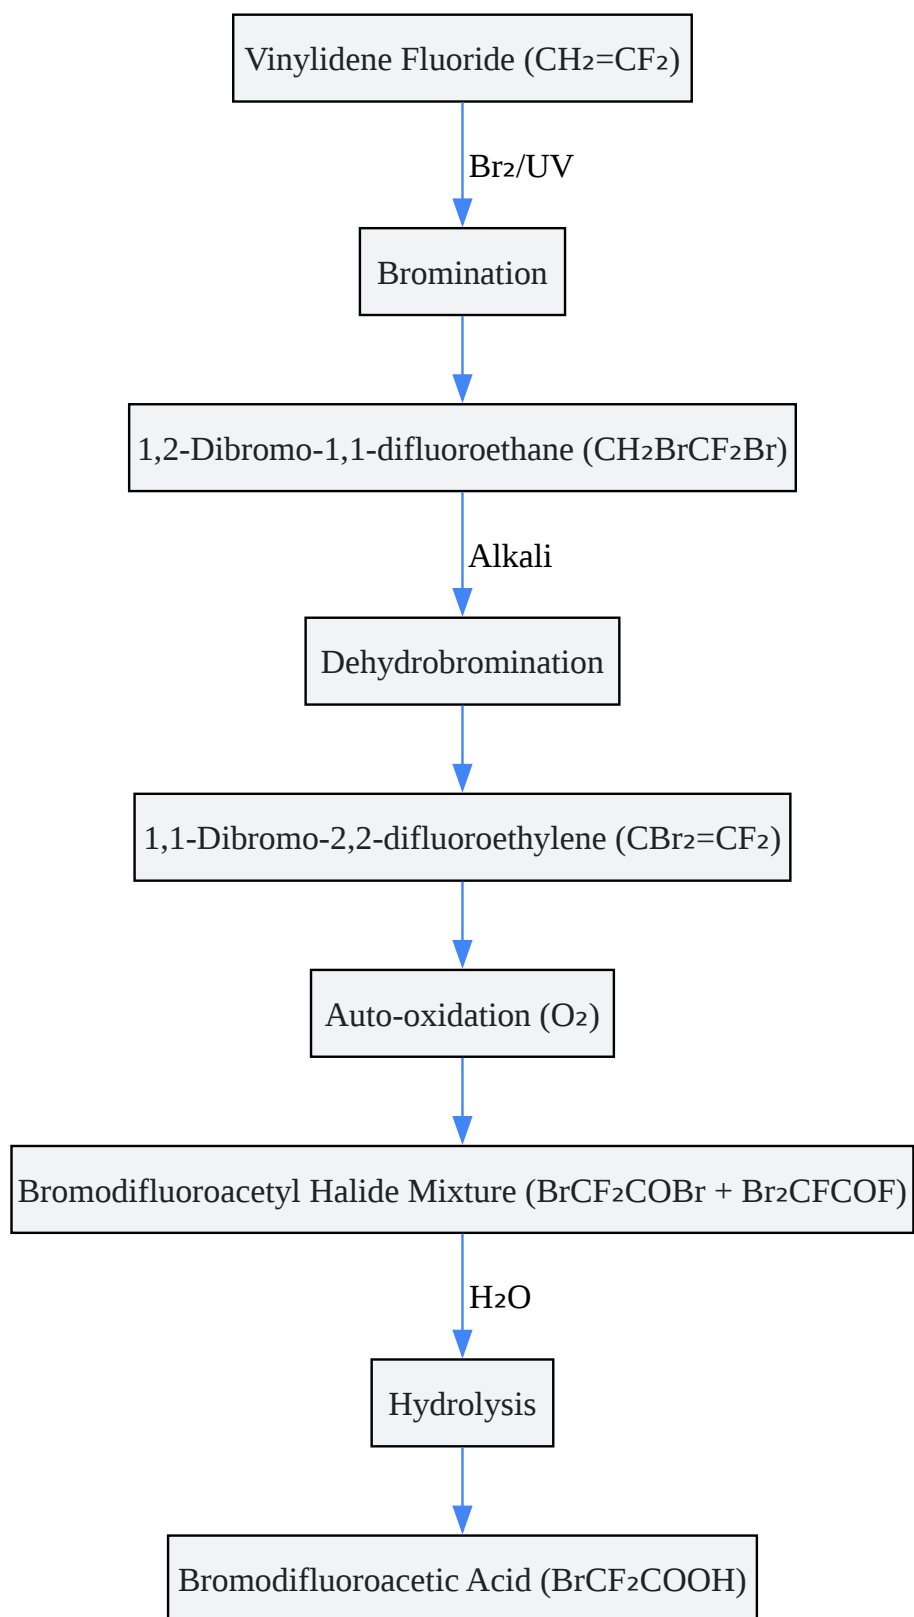 Vinylidene Fluoride (CH₂=CF₂)
Br₂/UV
Bromination
1,2-Dibromo-1,1-difluoroethane (CH₂BrCF₂Br)
Alkali
Dehydrobromination
1,1-Dibromo-2,2-difluoroethylene (CBr₂=CF₂)
Auto-oxidation (O₂)
Bromodifluoroacetyl Halide Mixture (BrCF₂COBr + Br₂CFCOF)
H₂O
Hydrolysis
Bromodifluoroacetic Acid (BrCF₂COOH)